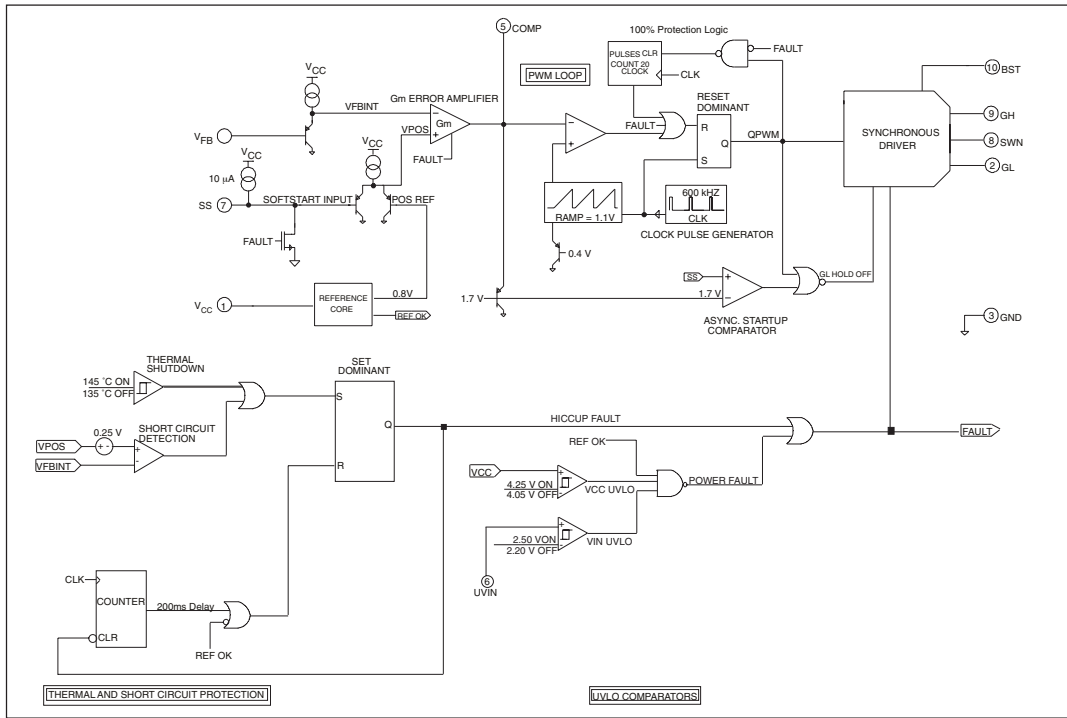 5 COMP
100% Protection Logic
PULSES CLR
COUNT 20
CLOCK
FAULT
CLK
PWM LOOP
10 BST
VCC
Gm ERROR AMPLIFIER
VFBINT
Gm
VPOS
VFB
VCC
FAULT
RESET
DOMINANT
FAULT
R
Q
S
QPWM
SYNCHRONOUS
DRIVER
9 GH
8 SWN
2 GL
VCC
10 µA
SS 7
SOFTSTART INPUT
POS REF
RAMP = 1.1V
600 kHZ
CLK
CLOCK PULSE GENERATOR
FAULT
0.4 V
GL HOLD OFF
SS
1.7 V
1.7 V
ASYNC. STARTUP
COMPARATOR
VCC 1
REFERENCE
CORE
0.8V
REF OK
3 GND
THERMAL
SHUTDOWN
145 ˚C ON
135 ˚C OFF
SET
DOMINANT
S
Q
R
0.25 V
SHORT CIRCUIT
DETECTION
VPOS
+ -
VFBINT
HICCUP FAULT
FAULT
REF OK
VCC
4.25 V ON
4.05 V OFF
VCC UVLO
POWER FAULT
2.50 VON
2.20 V OFF
VIN UVLO
6
UVIN
CLK
COUNTER
CLR
200ms Delay
REF OK
THERMAL AND SHORT CIRCUIT PROTECTION
UVLO COMPARATORS